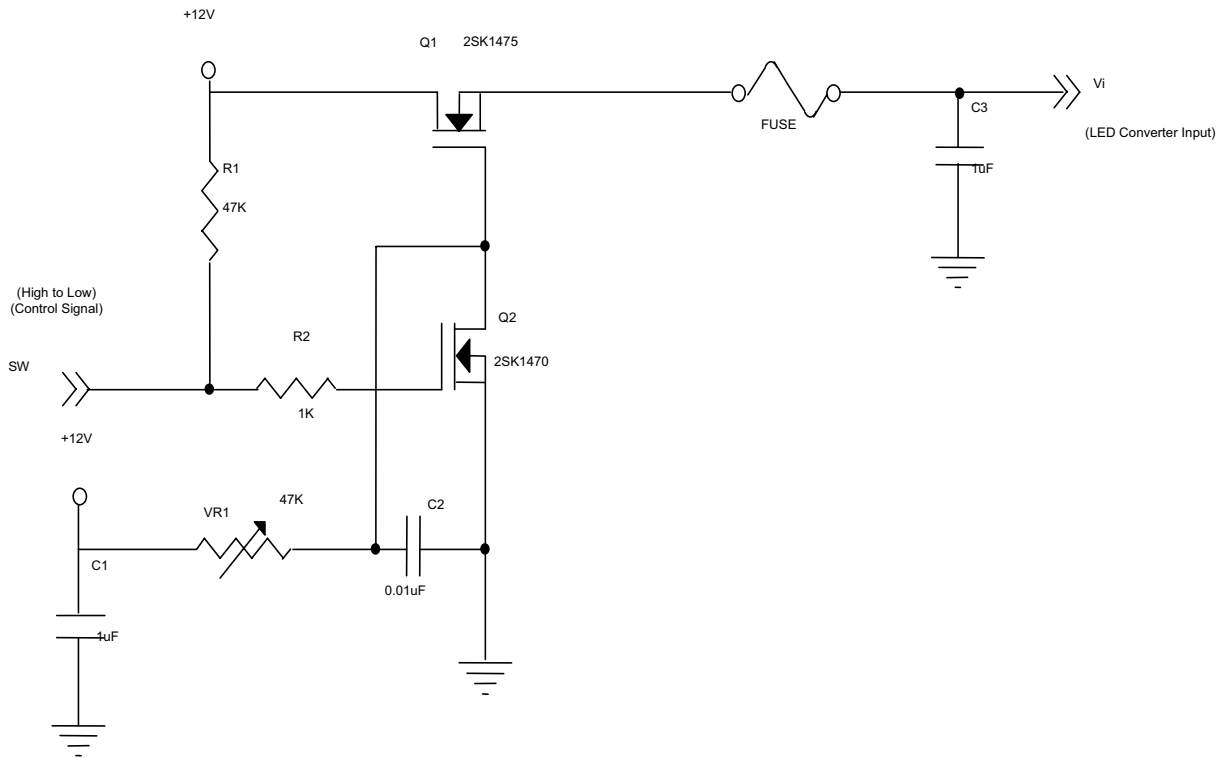 +12V
Q1 2SK1475
Vi
C3
FUSE
(LED Converter Input)
R1
1uF
47K
(High to Low)
(Control Signal)
Q2
R2
2SK1470
SW
1K
+12V
47K
VR1
C2
C1
0.01uF
1uF